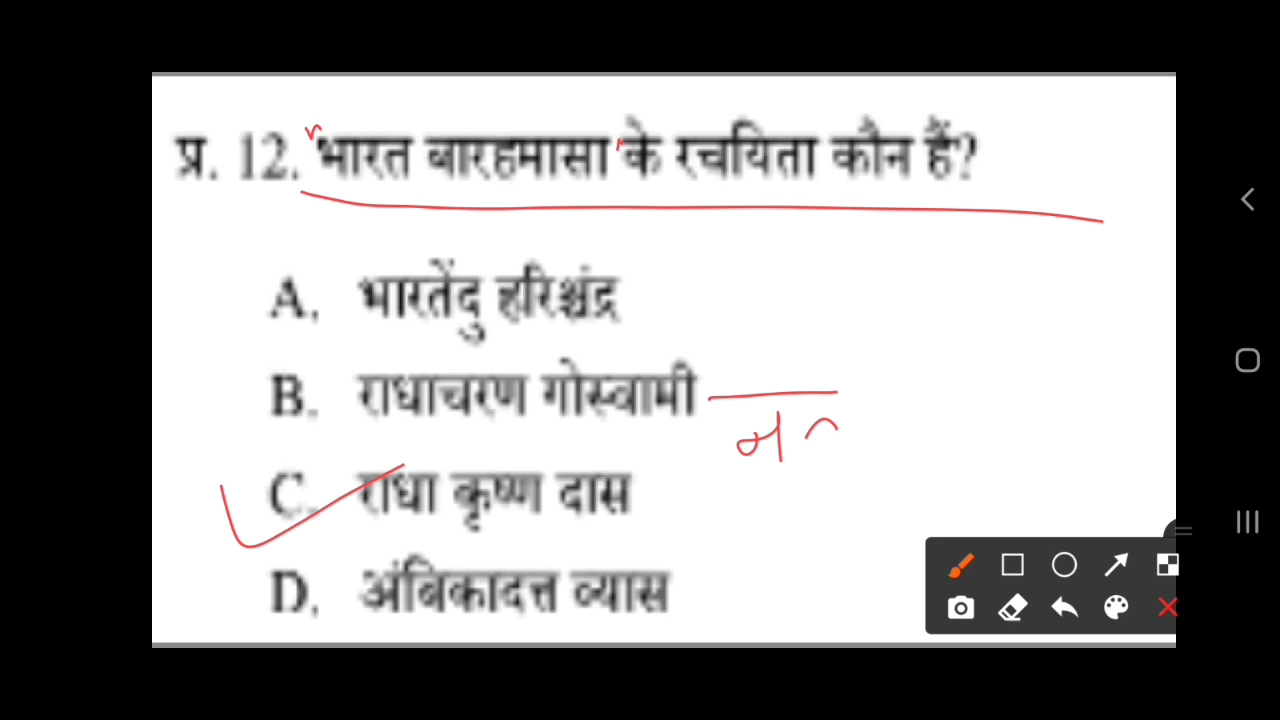 प्र. 12. भारत बारहमासा के रचयिता कौन हैं?
A. भारतेंदु हरिश्चंद्र
B. राधाचरण गोस्वामी
C. राधा कृष्ण दास
D. अंबिकादत्त व्यास